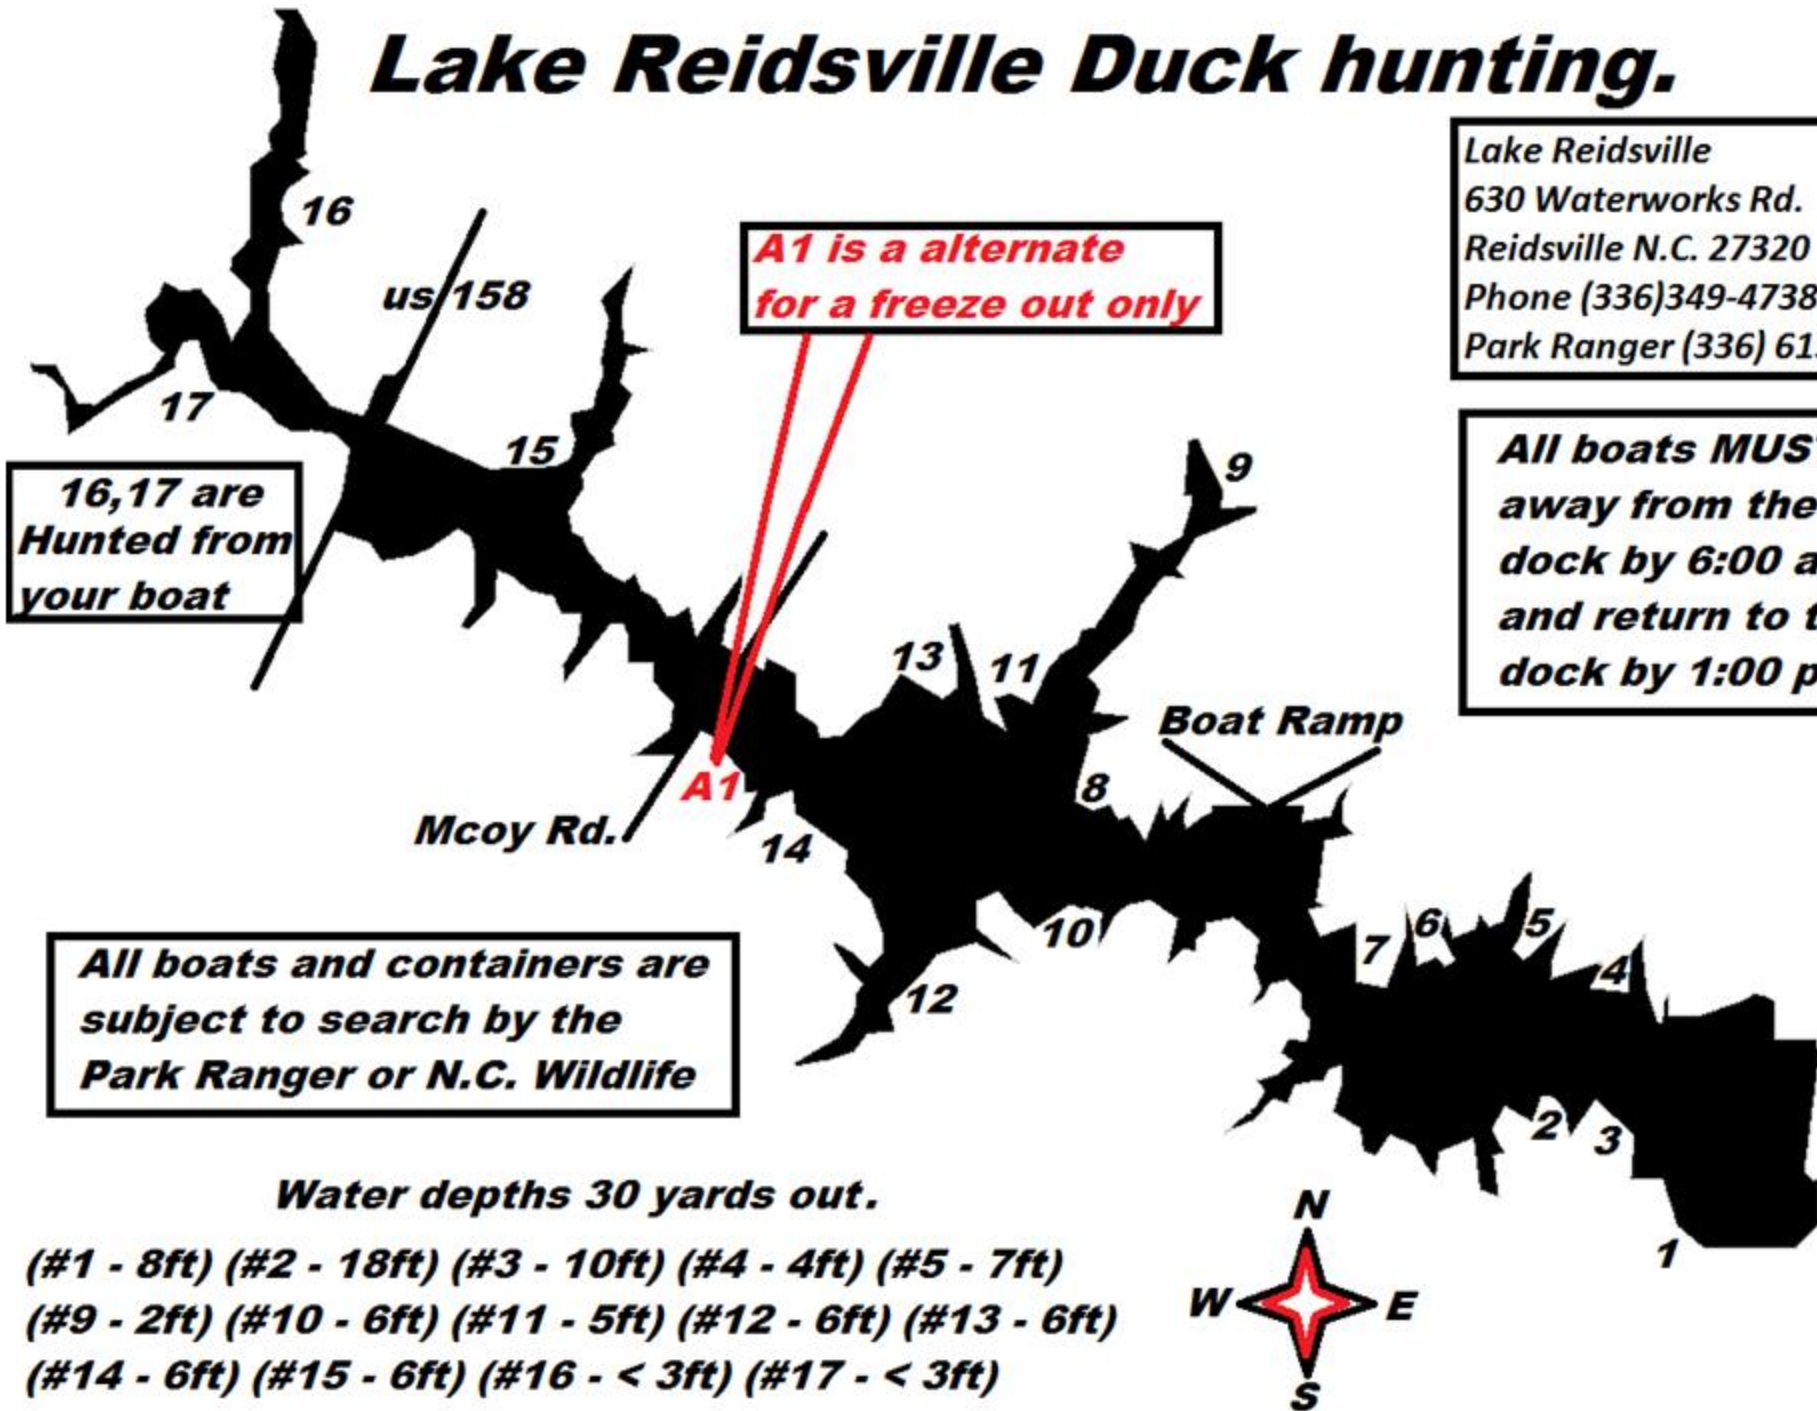 Lake Reidsville Duck hunting.
Lake Reidsville
630 Waterworks Rd.
Reidsville N.C. 27320
Phone (336)349-4738
Park Ranger (336)
16
us 158
A1 is a alternate
for a freeze out only
17
15
9
16,17 are
Hunted from
your boat
All boats
away from the
dock by 6:00
and return to
dock by 1:00
13
11
Boat Ramp
8
A1
Mcoy Rd.
14
10
7
6
5
4
12
All boats and containers are
subject to search by the
Park Ranger or N.C. Wildlife
2
3
1
Water depths 30 yards out.
(#1 - 8ft) (#2 - 18ft) (#3 - 10ft) (#4 - 4ft) (#5 - 7ft)
(#9 - 2ft) (#10 - 6ft) (#11 - 5ft) (#12 - 6ft) (#13 - 6ft)
(#14 - 6ft) (#15 - 6ft) (#16 - < 3ft) (#17 - < 3ft)
N
W
E
S